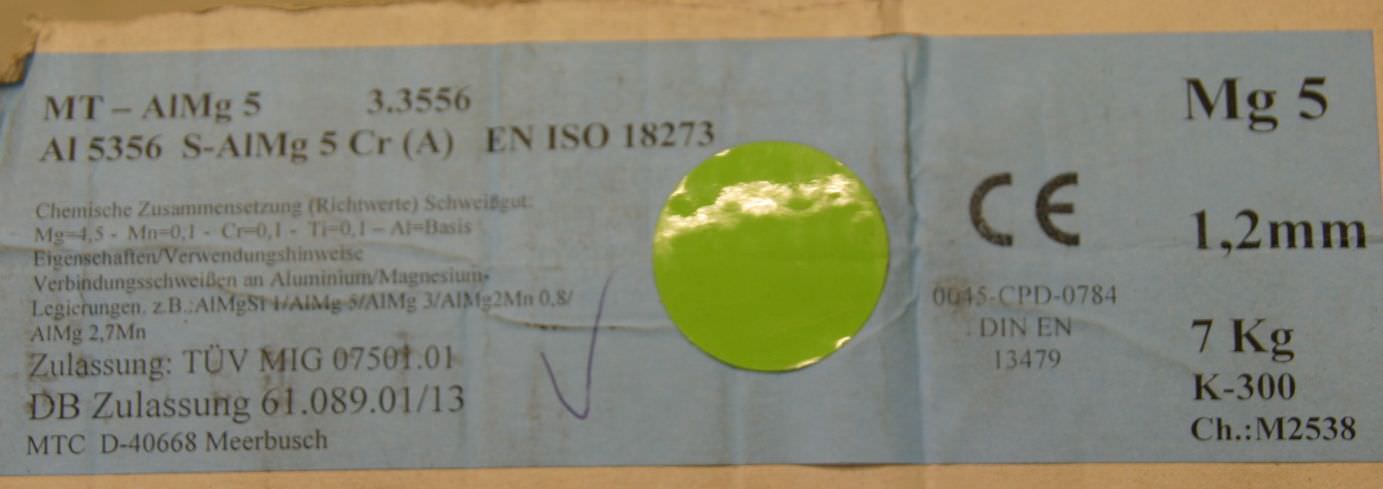 MT – AlMg 5 3.3556
Al 5356 S-AlMg 5 Cr (A) EN ISO 18273
Chemische Zusammensetzung (Richtwerte) Schweißgut:
Mg=4,5 - Mn=0,1 - Cr=0,1 - Ti=0,1 – Al=Basis
Eigenschaften/Verwendungshinweise
Verbindungsschweißen an Aluminium/Magnesium-
Legierungen. z.B.:AlMgSi 1/AlMg 5/AlMg 3/AlMg2Mn 0,8/
AlMg 2,7Mn
Zulassung: TÜV MIG 07501.01
DB Zulassung 61.089.01/13
MTC D-40668 Meerbusch
CE
0045-CPD-0784
DIN EN
13479
Mg 5
1,2mm
7 Kg
K-300
Ch.:M2538